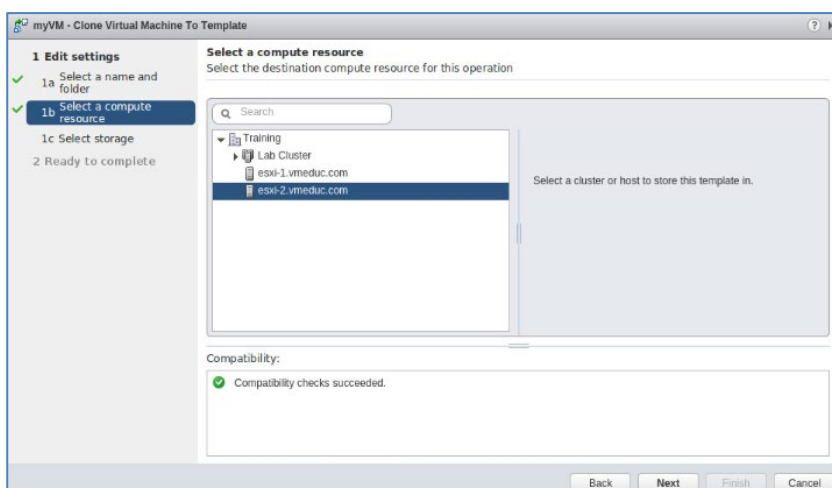 myVM - Clone Virtual Machine To Template
?
1 Edit settings
1a Select a name and
folder
1b Select a compute
resource
1c Select storage
2 Ready to complete
Select a compute resource
Select the destination compute resource for this operation
Search
Training
Lab Cluster
esxi-1.vmeduc.com
esxi-2.vmeduc.com
Select a cluster or host to store this template in.
Compatibility:
Compatibility checks succeeded.
Back Next Finish Cancel